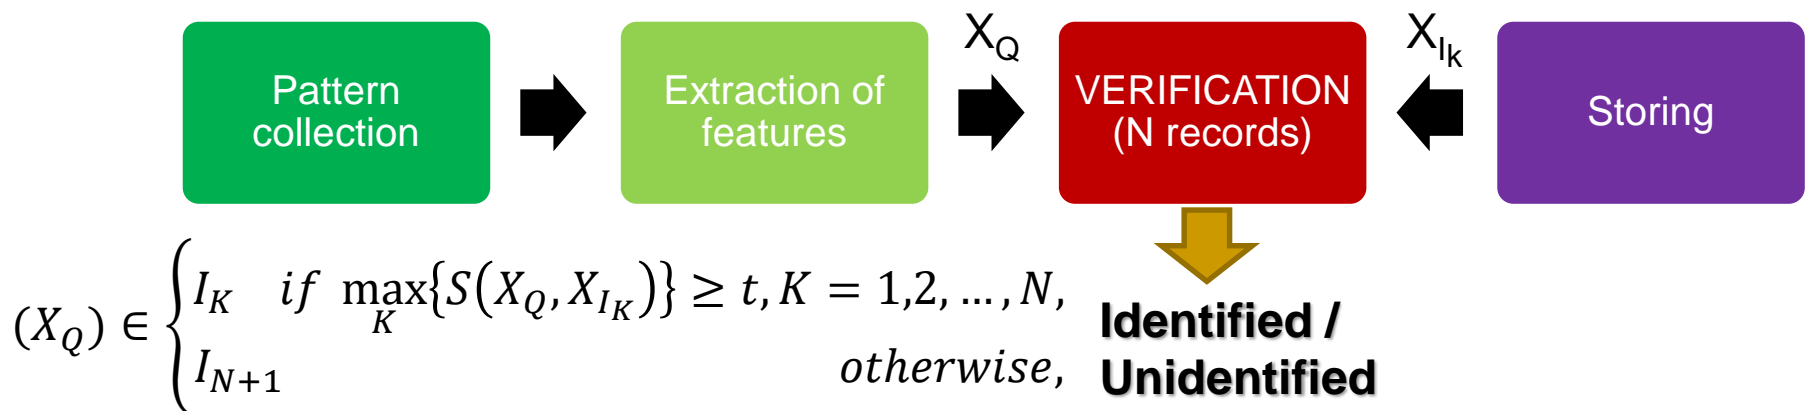 Pattern
collection
Extraction of
features
X_Q
VERIFICATION
(N records)
X_{I_k}
Storing
(X_Q) ∈ { I_K if max_K{S(X_Q, X_{I_K})} ≥ t, K = 1,2, … , N,
I_{N+1} otherwise,
Identified /
Unidentified